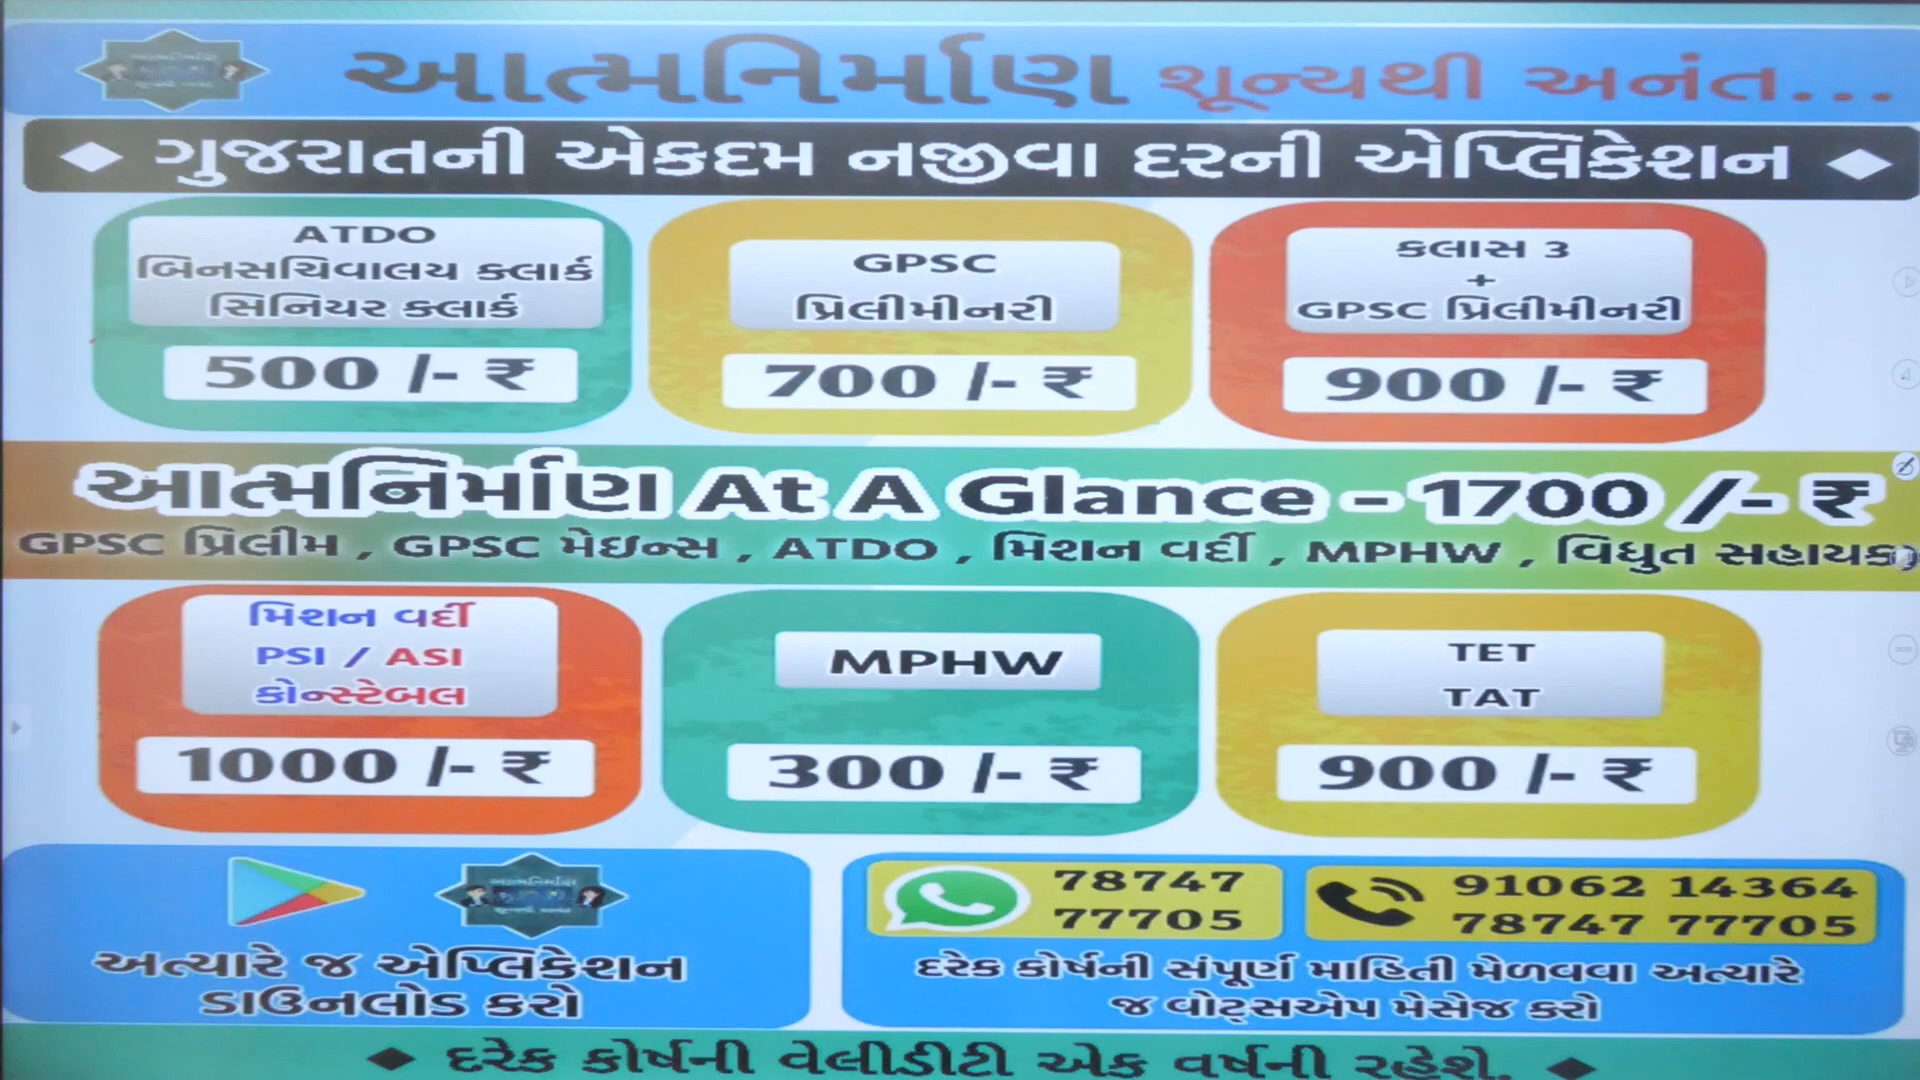 આત્મનિર્માણ શૂન્યથી અનંત...
◆ ગુજરાતની એકદમ નજીવા દરની એપ્લિકેશન ◆
ATDO
બિનસચિવાલય ક્લાર્ક
સિનિયર ક્લાર્ક
500 /- ₹
GPSC
પ્રિલીમીનરી
700 /- ₹
કલાસ 3
+
GPSC પ્રિલીમીનરી
900 /- ₹
આત્મનિર્માણ At A Glance - 1700 /- ₹
GPSC પ્રિલીમ , GPSC મેઇન્સ , ATDO , મિશન વર્દી , MPHW , વિધુત સહાયક
મિશન વર્દી
PSI / ASI
કોન્સ્ટેબલ
1000 /- ₹
MPHW
300 /- ₹
TET
TAT
900 /- ₹
અત્યારે જ એપ્લિકેશન
ડાઉનલોડ કરો
78747
77705
91062 14364
78747 77705
દરેક કોર્ષની સંપૂર્ણ માહિતી મેળવવા અત્યારે
જ વોટ્સએપ મેસેજ કરો
◆ દરેક કોર્ષની વેલીડીટી એક વર્ષની રહેશે. ◆